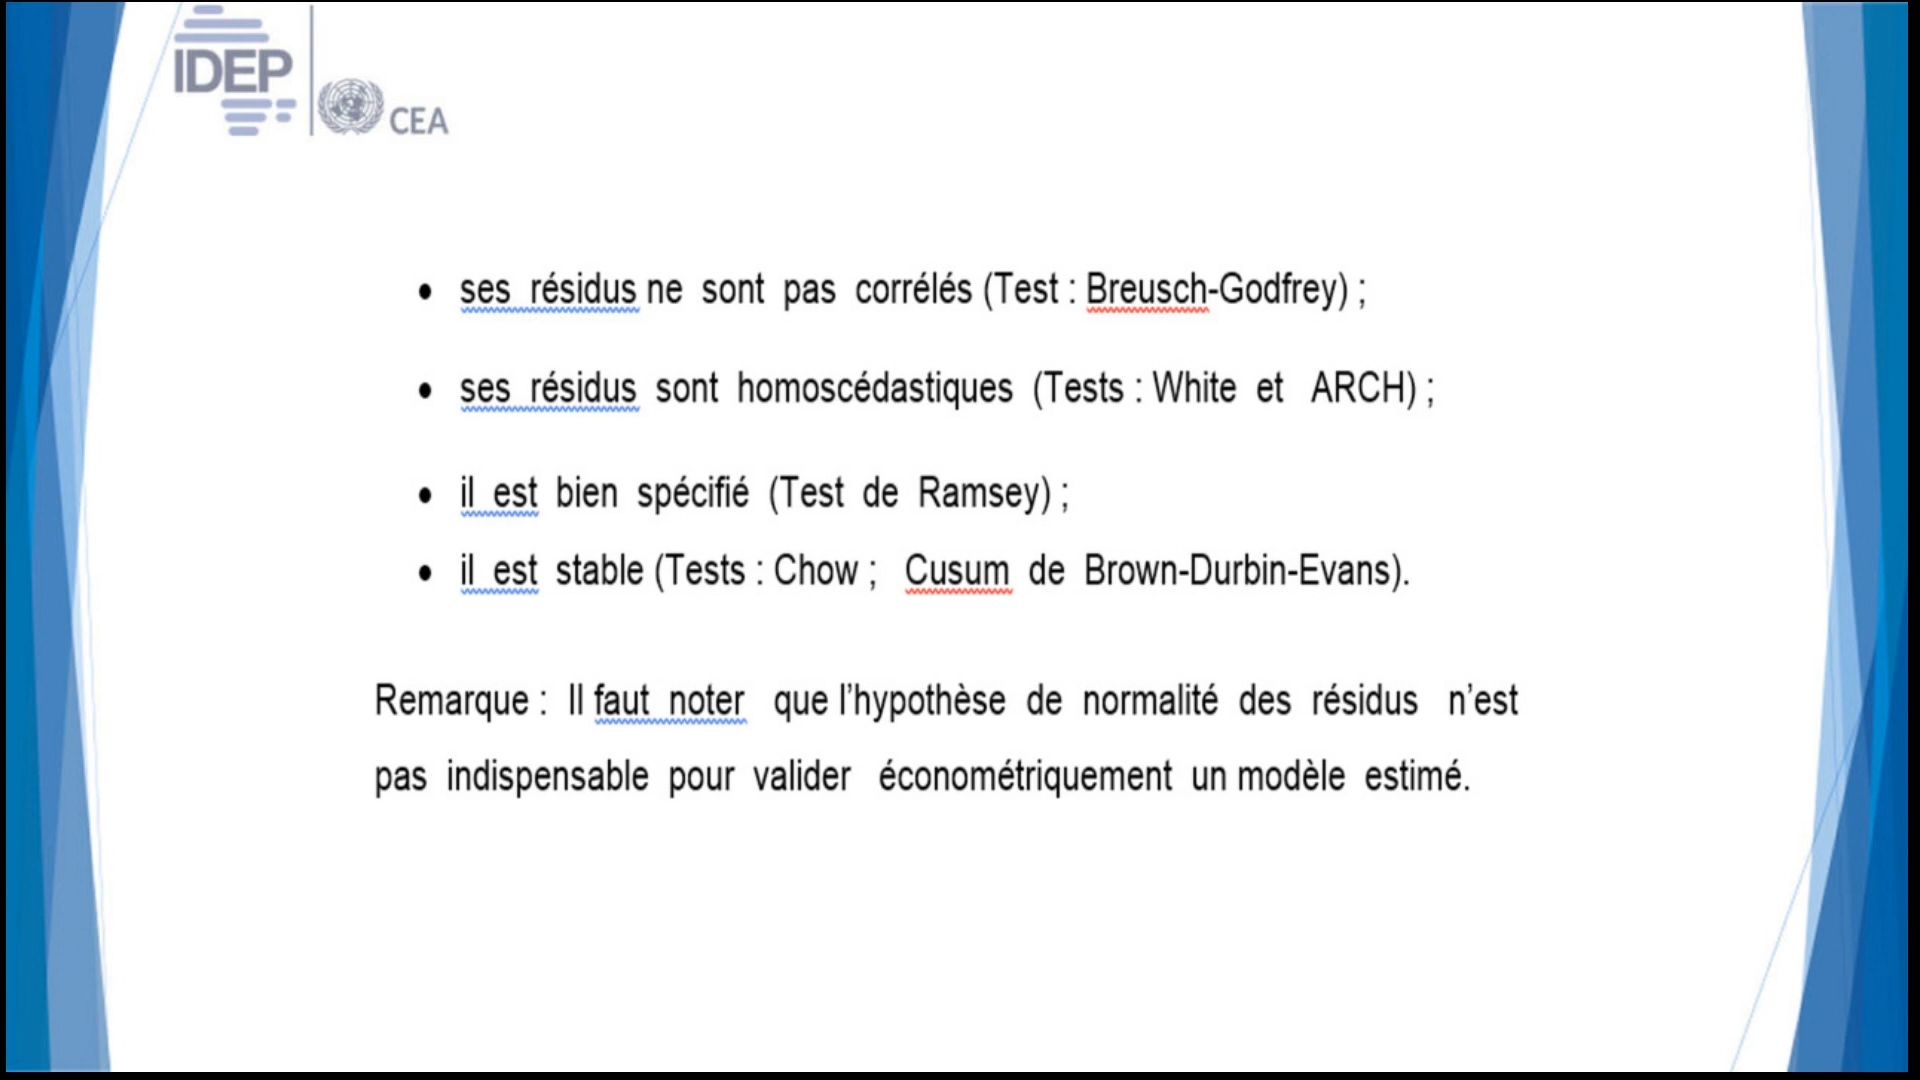 IDEP
CEA
• ses résidus ne sont pas corrélés (Test : Breusch-Godfrey) ;
• ses résidus sont homoscédastiques (Tests : White et ARCH) ;
• il est bien spécifié (Test de Ramsey) ;
• il est stable (Tests : Chow ; Cusum de Brown-Durbin-Evans).
Remarque : Il faut noter que l’hypothèse de normalité des résidus n’est
pas indispensable pour valider économétriquement un modèle estimé.